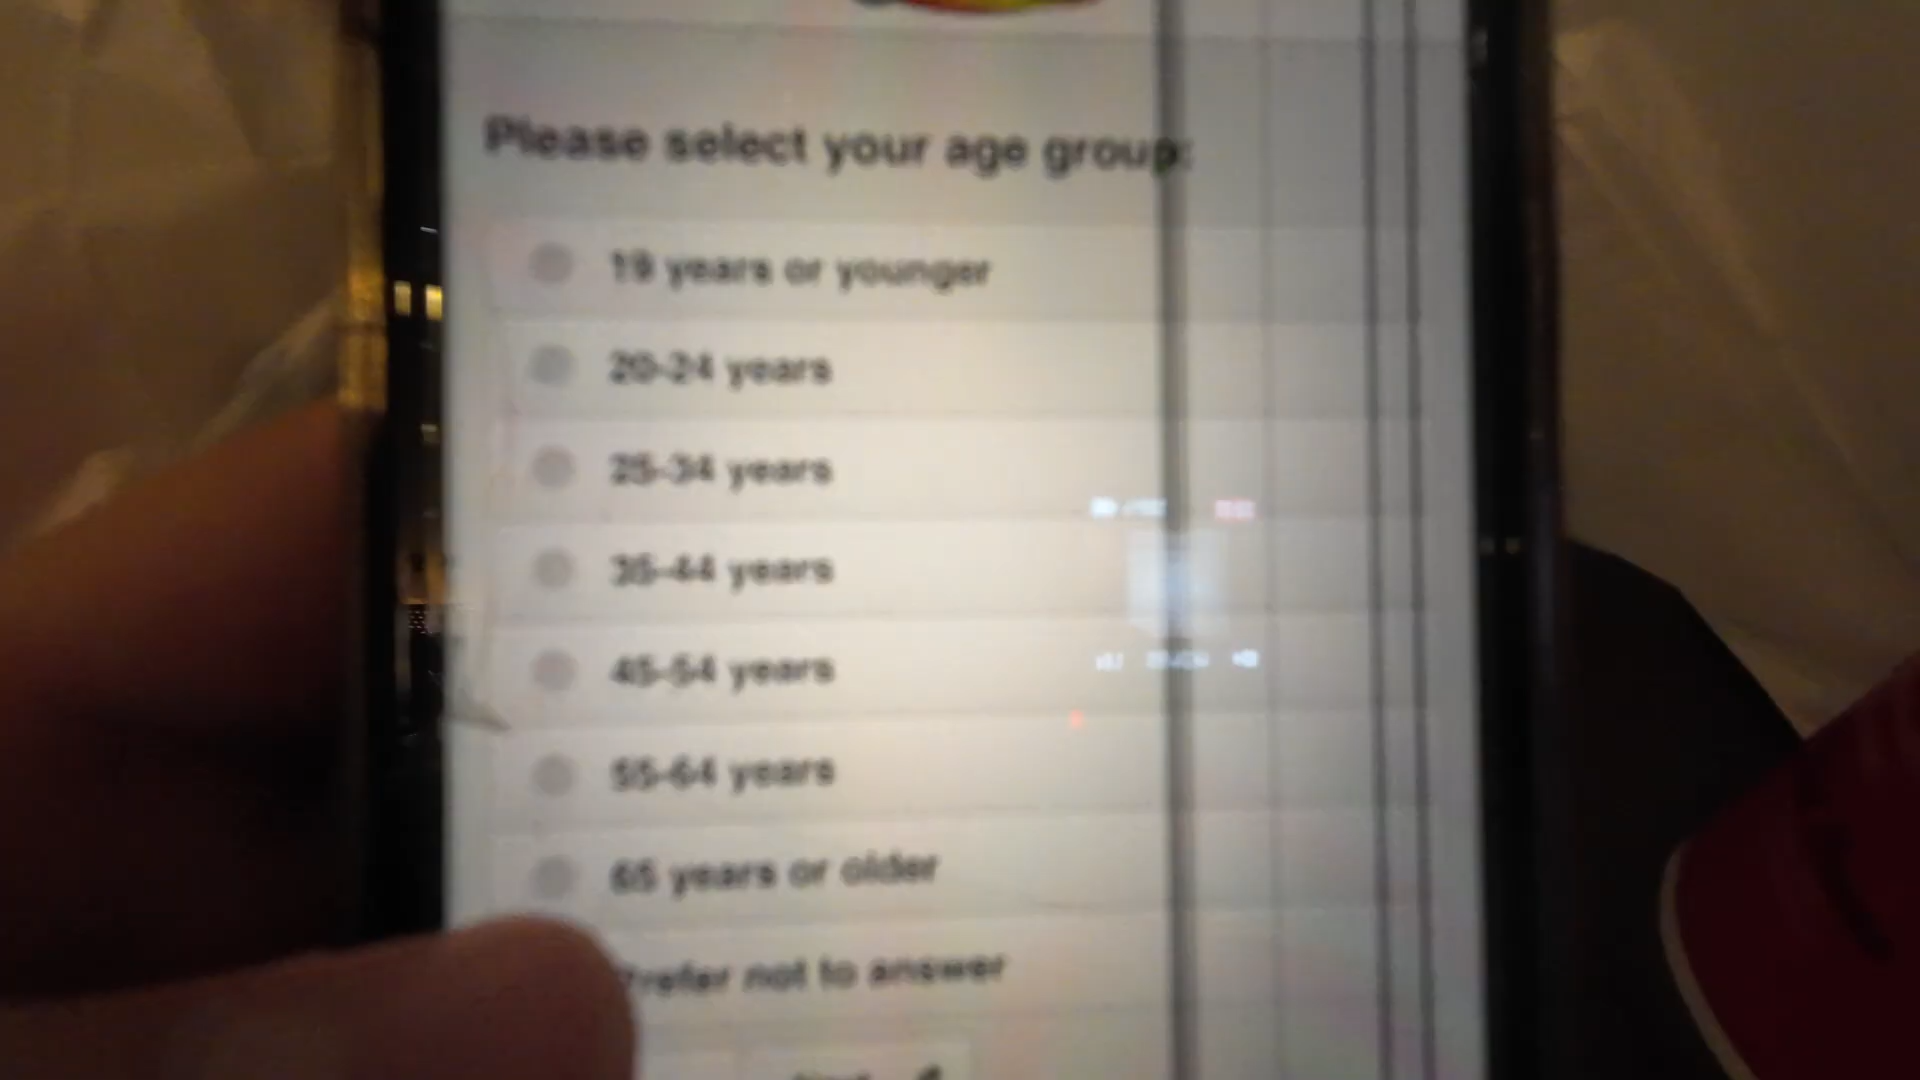 Please select your age group:
19 years or younger
20-24 years
25-34 years
35-44 years
45-54 years
55-64 years
65 years or older
Prefer not to answer